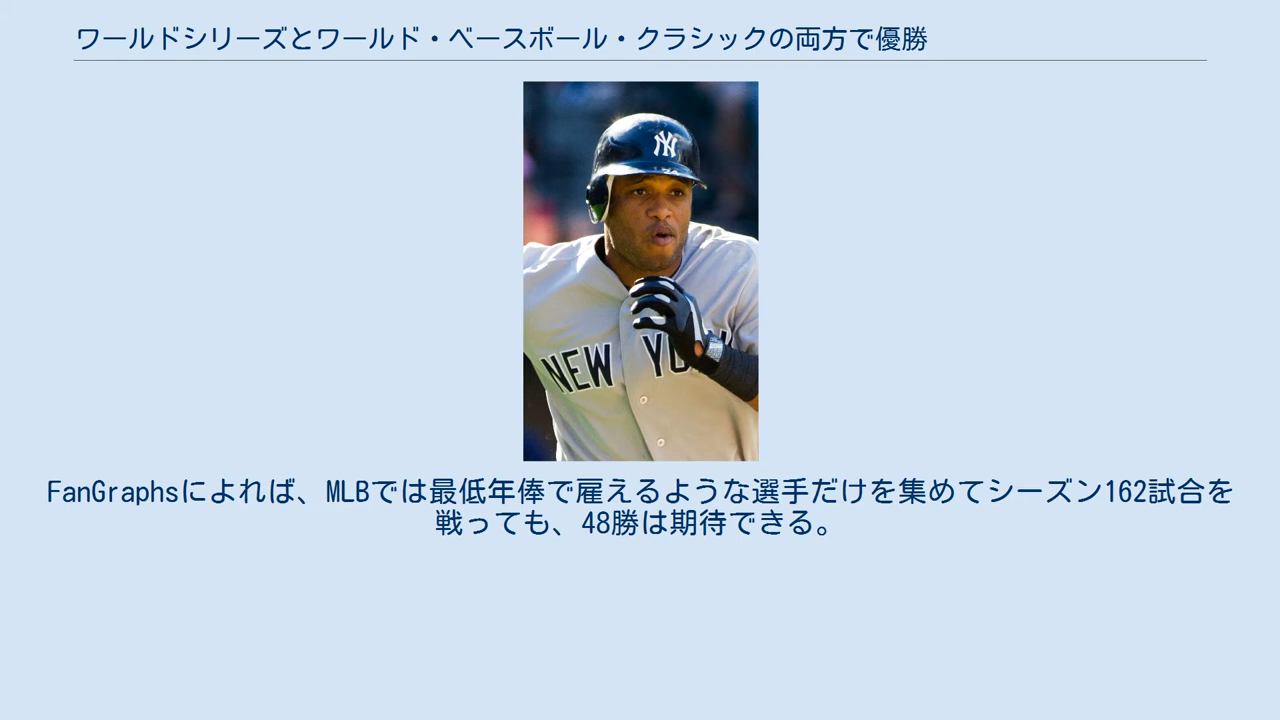 ワールドシリーズとワールド・ベースボール・クラシックの両方で優勝
NY
NEW YO
FanGraphsによれば、MLBでは最低年俸で雇えるような選手だけを集めてシーズン162試合を
戦っても、48勝は期待できる。